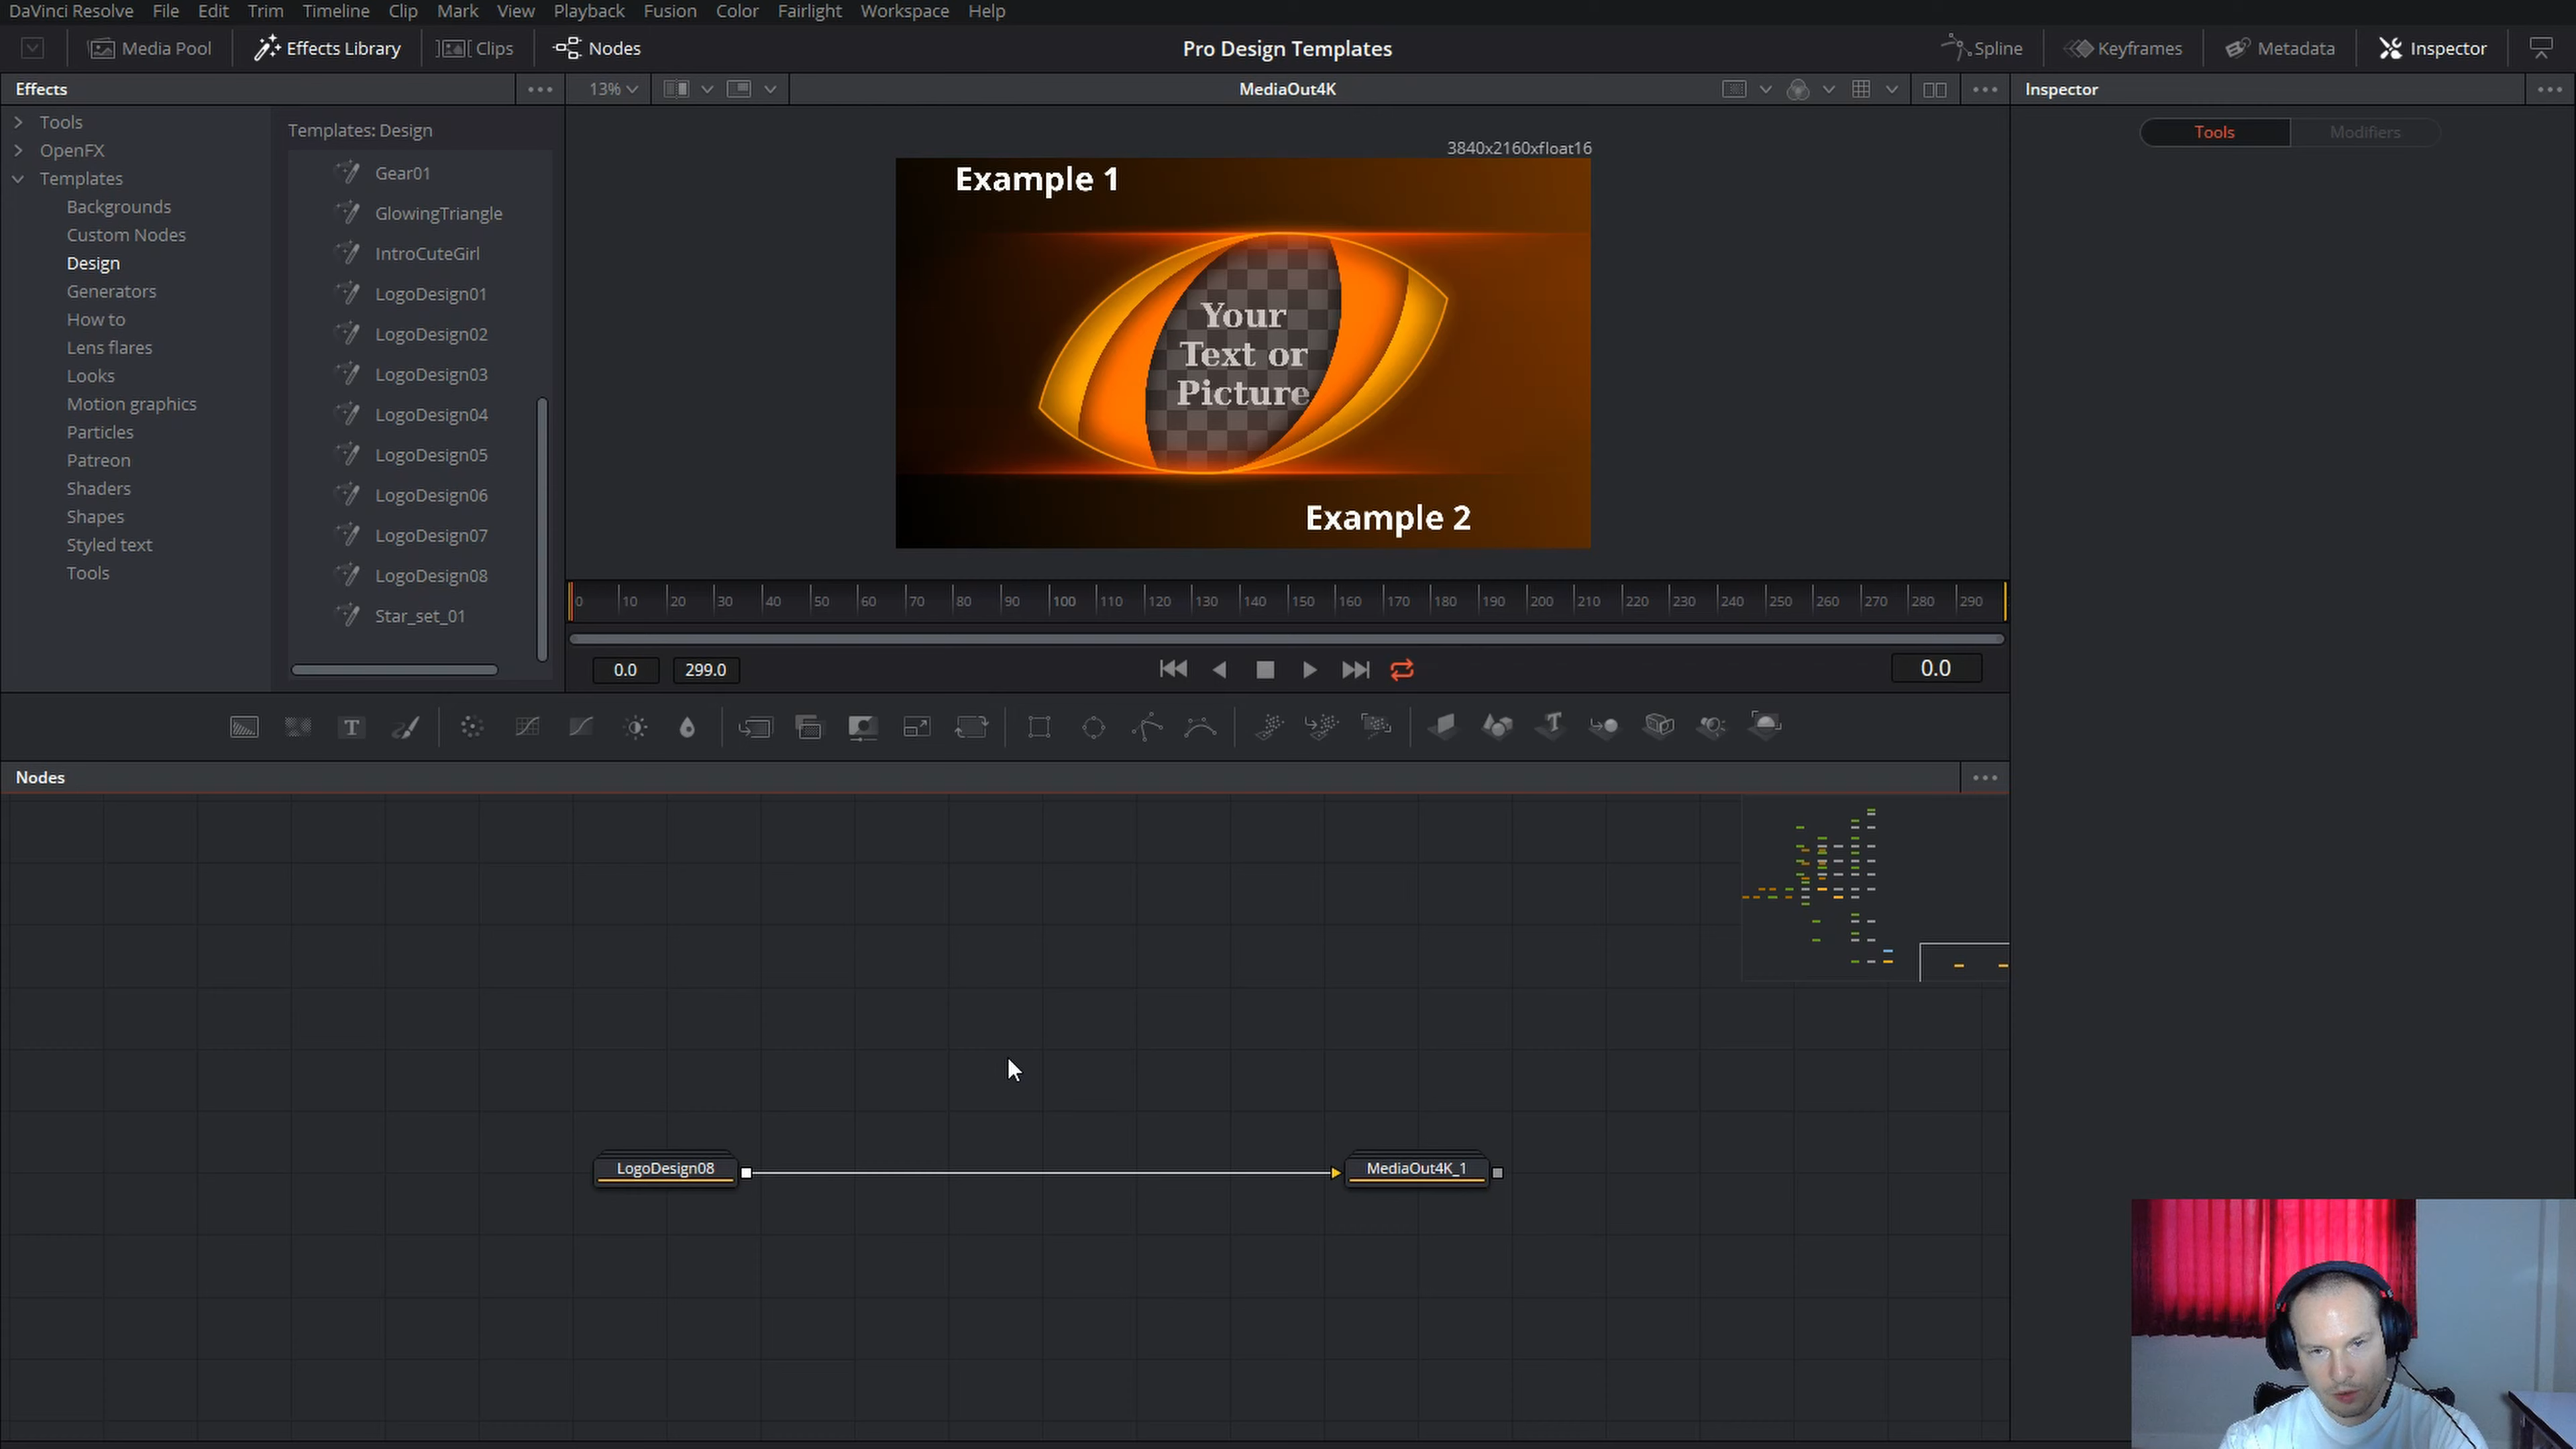 DaVinci Resolve File Edit Trim Timeline Clip Mark View Playback Fusion Color Fairlight Workspace Help
Media Pool Effects Library Clips Nodes Pro Design Templates Spline Keyframes Metadata Inspector
Effects ••• 13% MediaOut4K ••• Inspector •••
Tools
OpenFX
Templates
Backgrounds
Custom Nodes
Design
Generators
How to
Lens flares
Looks
Motion graphics
Particles
Patreon
Shaders
Shapes
Styled text
Tools
Templates: Design
Gear01
GlowingTriangle
IntroCuteGirl
LogoDesign01
LogoDesign02
LogoDesign03
LogoDesign04
LogoDesign05
LogoDesign06
LogoDesign07
LogoDesign08
Star_set_01
3840x2160xfloat16
Example 1
Your
Text or
Picture
Example 2
Tools Modifiers
0 10 20 30 40 50 60 70 80 90 100 110 120 130 140 150 160 170 180 190 200 210 220 230 240 250 260 270 280 290
0.0 299.0 0.0
T T
Nodes •••
LogoDesign08 MediaOut4K_1